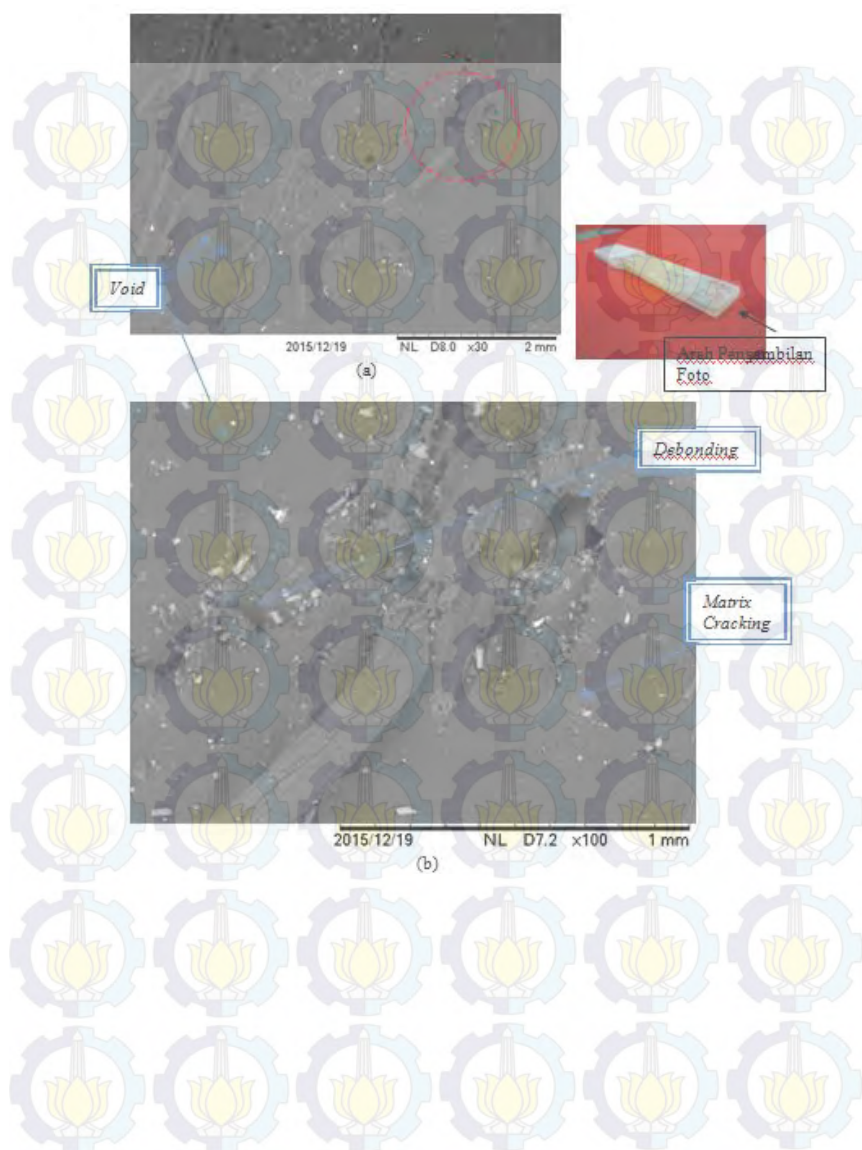 Void
2015/12/19 NL D8.0 x30 2 mm
(a)
Arah Pengambilan
Foto
Debonding
Matrix
Cracking
2015/12/19 NL D7.2 x100 1 mm
(b)